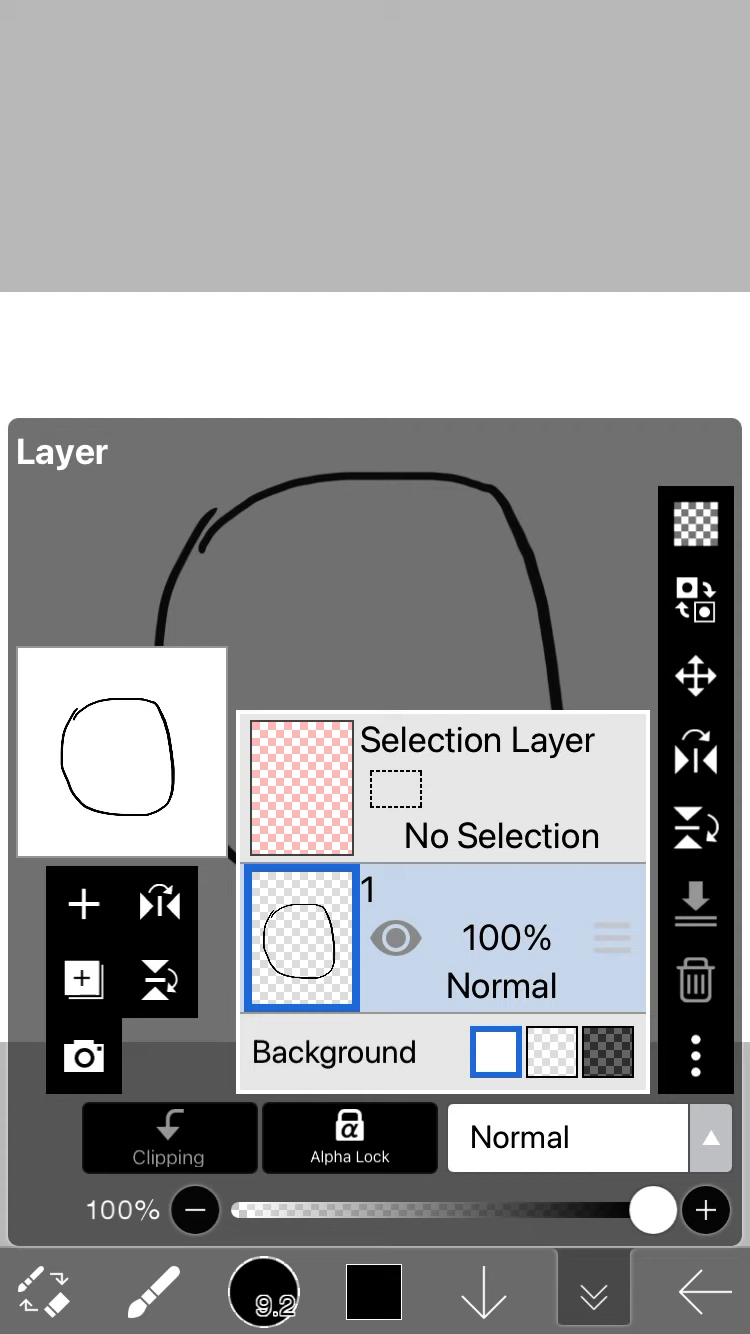 Layer
Selection Layer
No Selection
1
100%
Normal
Background
Clipping
α
Alpha Lock
Normal
100%
9.2